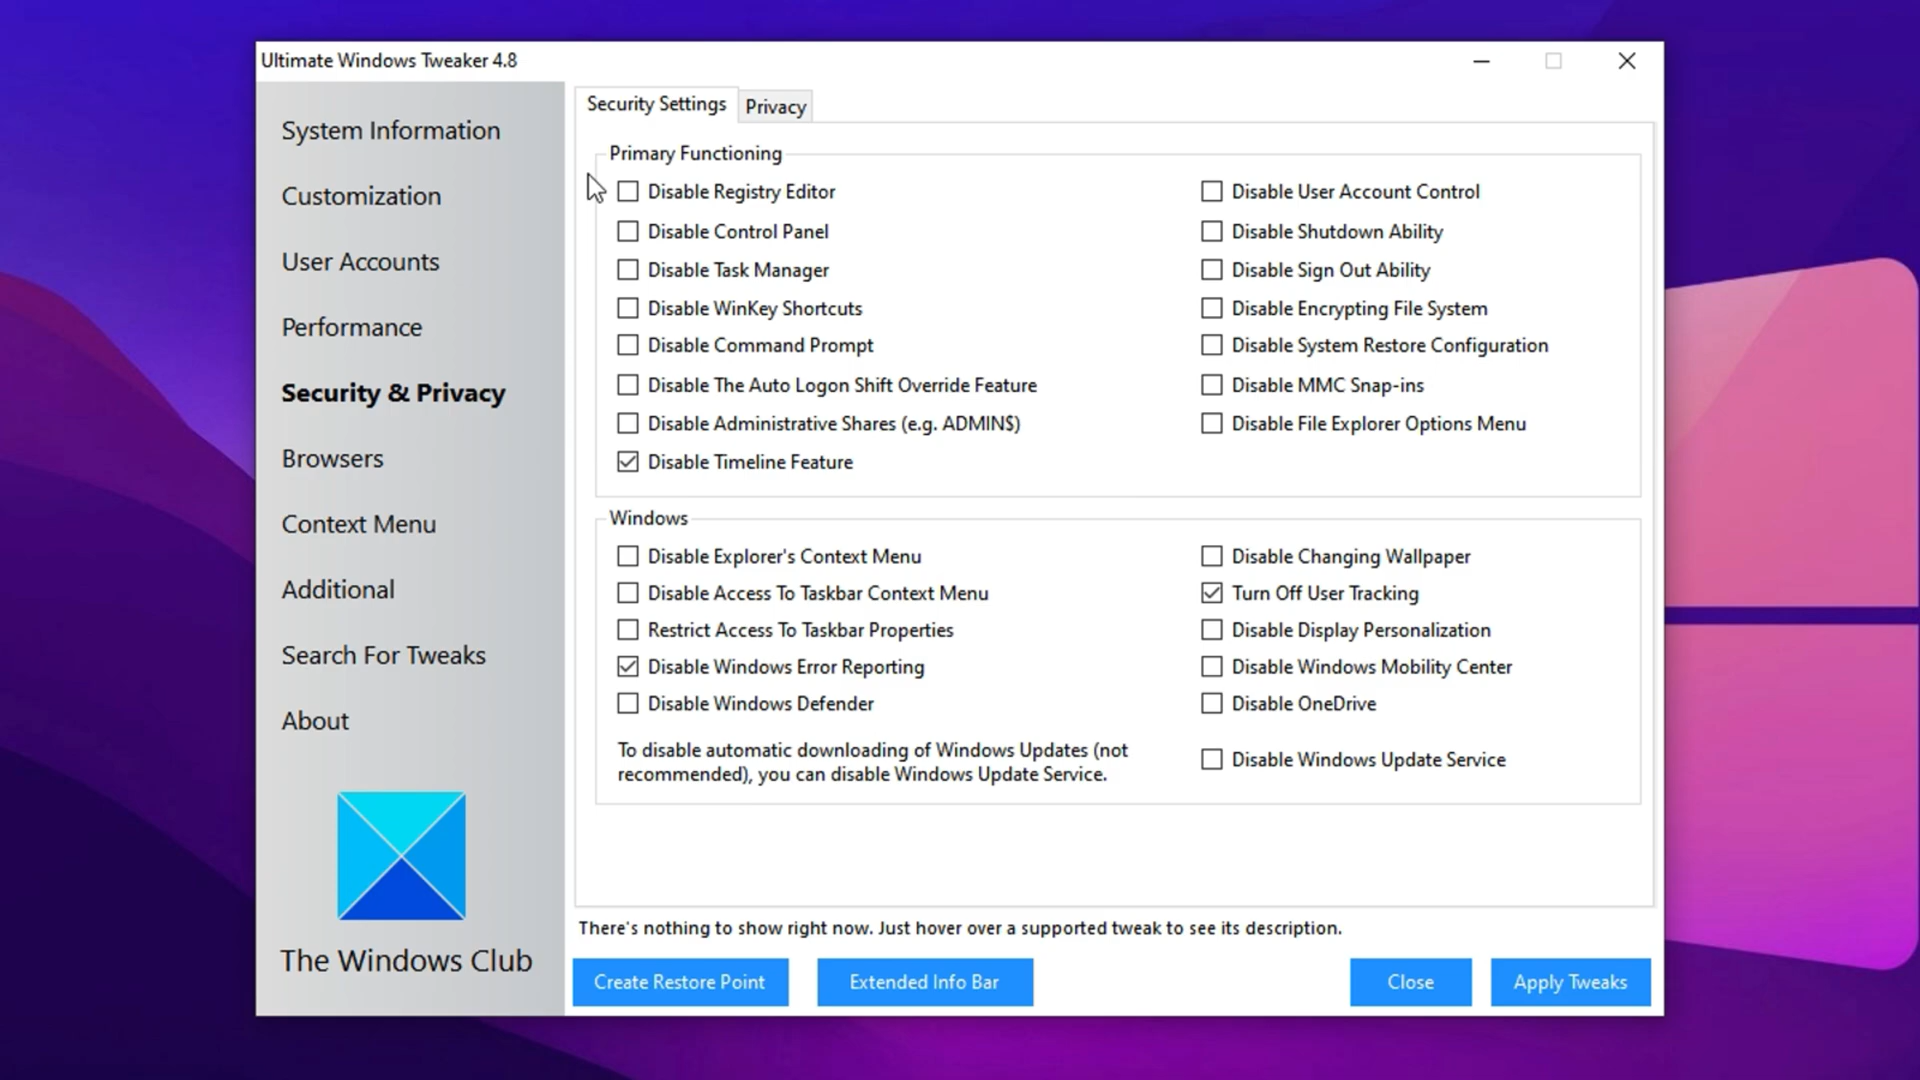 Ultimate Windows Tweaker 4.8
System Information
Customization
User Accounts
Performance
Security & Privacy
Browsers
Context Menu
Additional
Search For Tweaks
About
The Windows Club
Security Settings
Privacy
Primary Functioning
Disable Registry Editor
Disable Control Panel
Disable Task Manager
Disable WinKey Shortcuts
Disable Command Prompt
Disable The Auto Logon Shift Override Feature
Disable Administrative Shares (e.g. ADMIN$)
Disable Timeline Feature
Disable User Account Control
Disable Shutdown Ability
Disable Sign Out Ability
Disable Encrypting File System
Disable System Restore Configuration
Disable MMC Snap-ins
Disable File Explorer Options Menu
Windows
Disable Explorer's Context Menu
Disable Access To Taskbar Context Menu
Restrict Access To Taskbar Properties
Disable Windows Error Reporting
Disable Windows Defender
To disable automatic downloading of Windows Updates (not
recommended), you can disable Windows Update Service.
Disable Changing Wallpaper
Turn Off User Tracking
Disable Display Personalization
Disable Windows Mobility Center
Disable OneDrive
Disable Windows Update Service
There's nothing to show right now. Just hover over a supported tweak to see its description.
Create Restore Point
Extended Info Bar
Close
Apply Tweaks